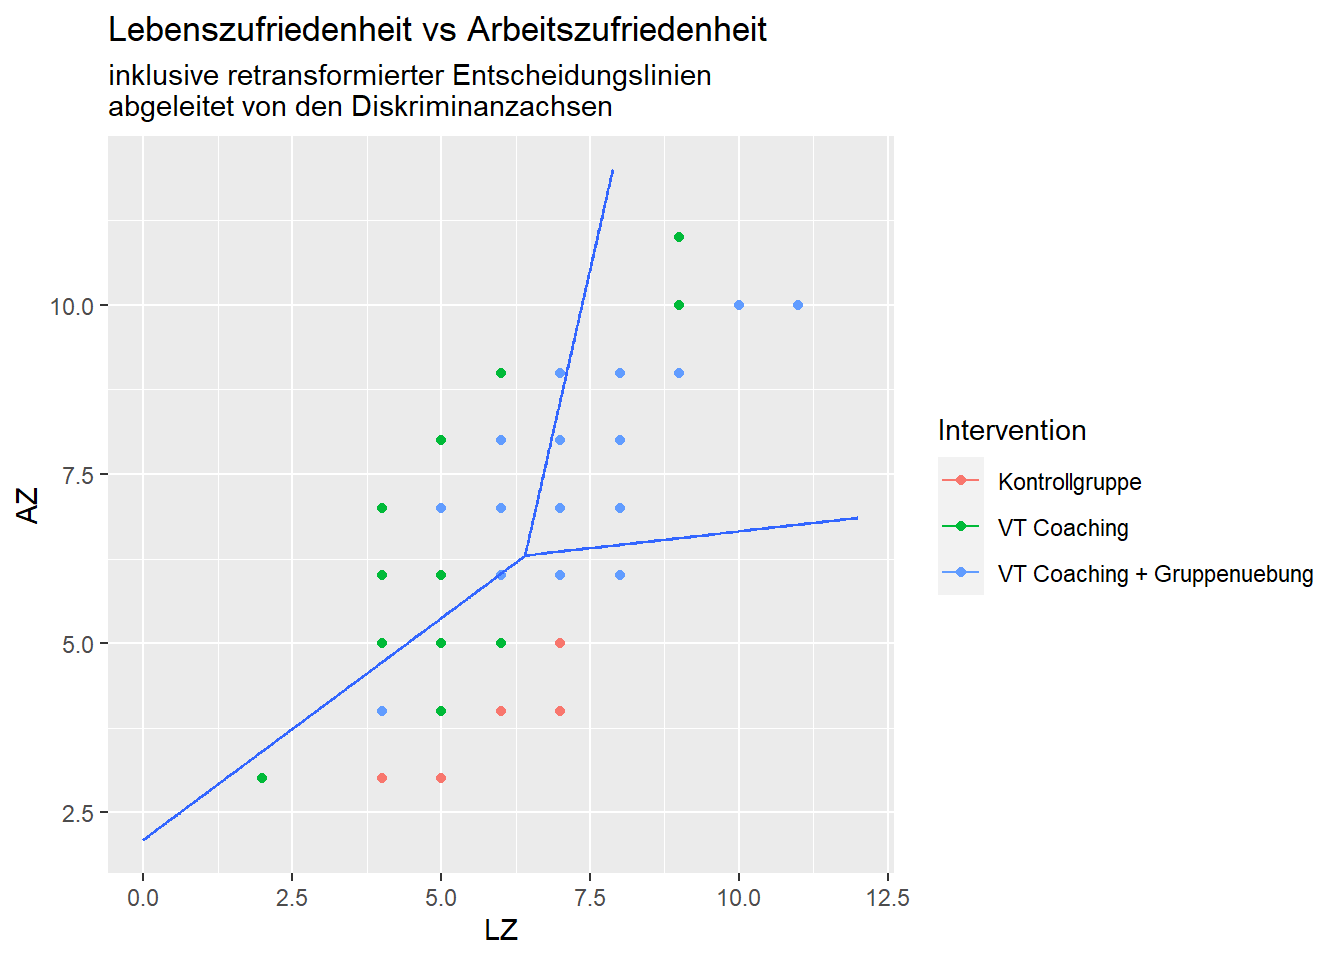 Lebenszufriedenheit vs Arbeitszufriedenheit
inklusive retransformierter Entscheidungslinien
abgeleitet von den Diskriminanzachsen
10.0
7.5
5.0
2.5
AZ
0.0 2.5 5.0 7.5 10.0 12.5
LZ
Intervention
Kontrollgruppe
VT Coaching
VT Coaching + Gruppenuebung